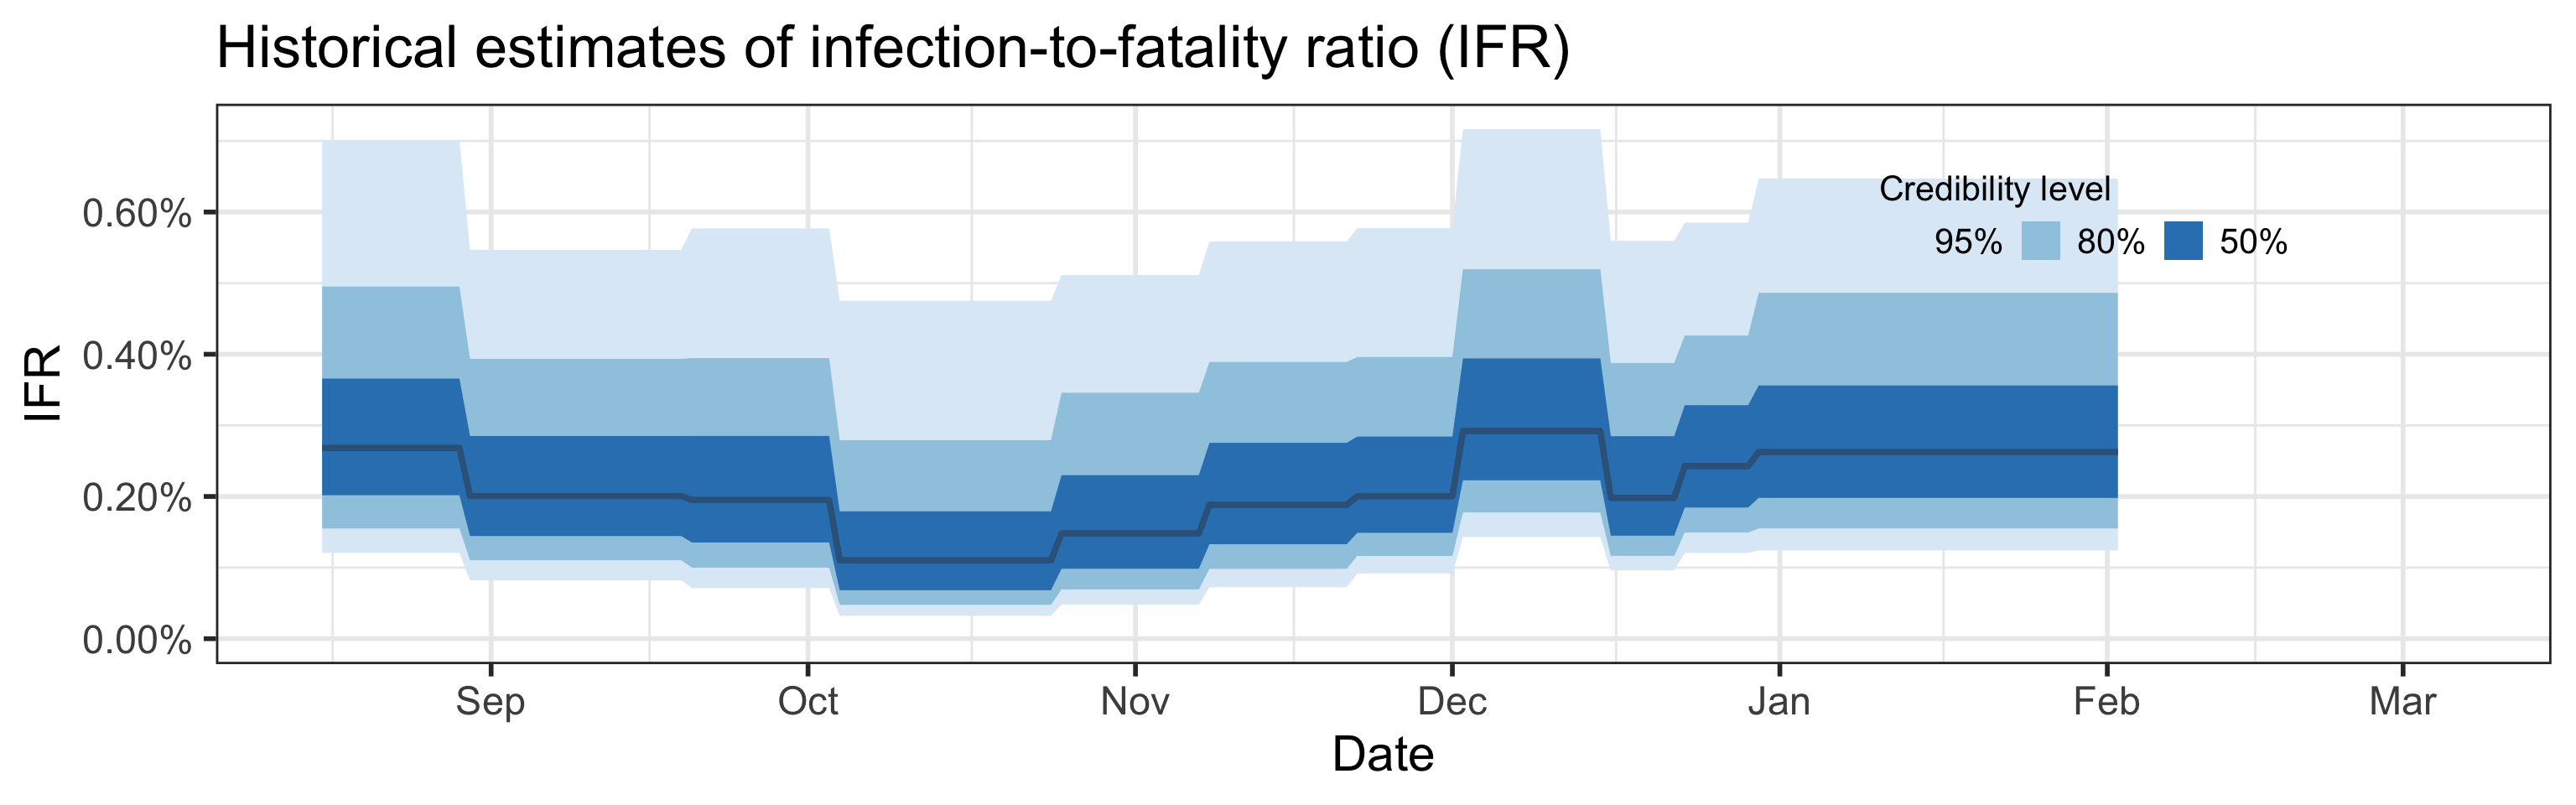 Historical estimates of infection-to-fatality ratio (IFR)
Credibility level
95% 80% 50%
0.60%
0.40%
0.20%
0.00%
IFR
Sep Oct Nov Dec Jan Feb Mar
Date